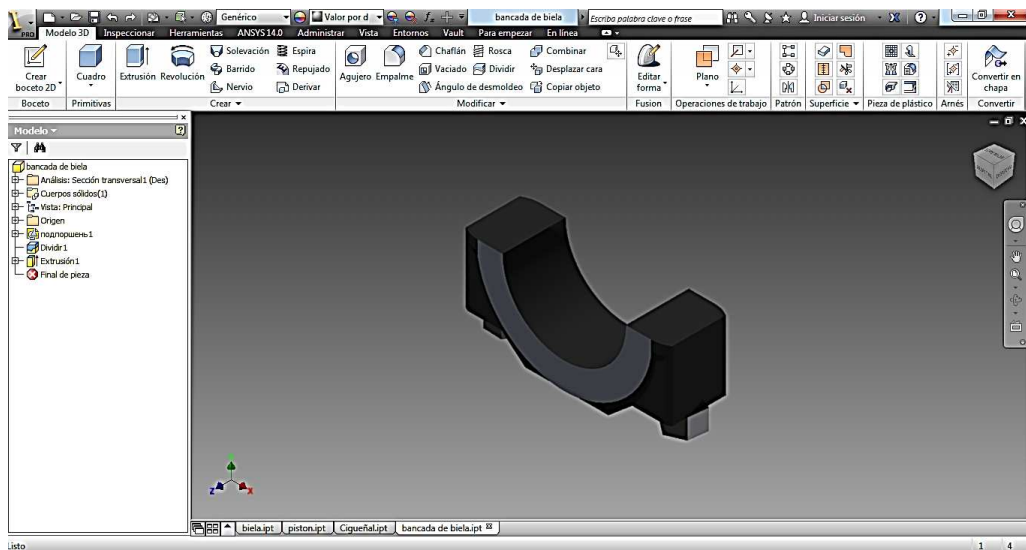 Genérico Valor por d bancada de biela Escriba palabra clave o frase Iniciar sesión
PRO Modelo 3D Inspeccionar Herramientas ANSYS 14.0 Administrar Vista Entornos Vault Para empezar En línea
Crear boceto 2D
Cuadro
Extrusión Revolución
Solevación Espira
Barrido Repujado
Nervio Derivar
Agujero Empalme
Chaflán Rosca Combinar
Vaciado Dividir Desplazar cara
Ángulo de desmoldeo Copiar objeto
Editar forma
Plano
Convertir en chapa
Boceto Primitivas Crear Modificar Fusion Operaciones de trabajo Patrón Superficie Pieza de plástico Arnés Convertir
Modelo
bancada de biela
Análisis: Sección transversal1 (Des)
Cuerpos sólidos(1)
Vista: Principal
Origen
подпоршень1
Dividir1
Extrusión1
Final de pieza
biela.ipt piston.ipt Cigueñal.ipt bancada de biela.ipt
Listo 1 4